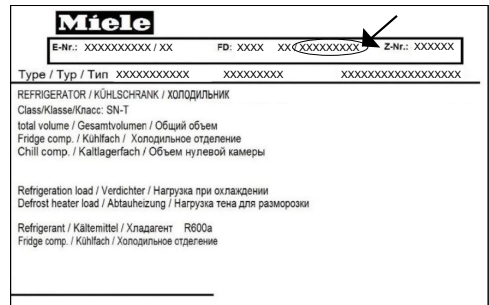 Miele
E-Nr.: XXXXXXXXXX / XX FD: XXXX XX / XXXXXXXXX Z-Nr.: XXXXXX
Type / Typ / Тип XXXXXXXXXXX XXXXXXXXX XXXXXXXXXXXXXXXXXX
REFRIGERATOR / KÜHLSCHRANK / ХОЛОДИЛЬНИК
Class/Klasse/Класс: SN-T
total volume / Gesamtvolumen / Общий объем
Fridge comp. / Kühlfach / Холодильное отделение
Chill comp. / Kaltlagerfach / Объем нулевой камеры
Refrigeration load / Verdichter / Нагрузка при охлаждении
Defrost heater load / Abtauheizung / Нагрузка тена для разморозки
Refrigerant / Kältemittel / Хладагент R600a
Fridge comp. / Kühlfach / Холодильное отделение